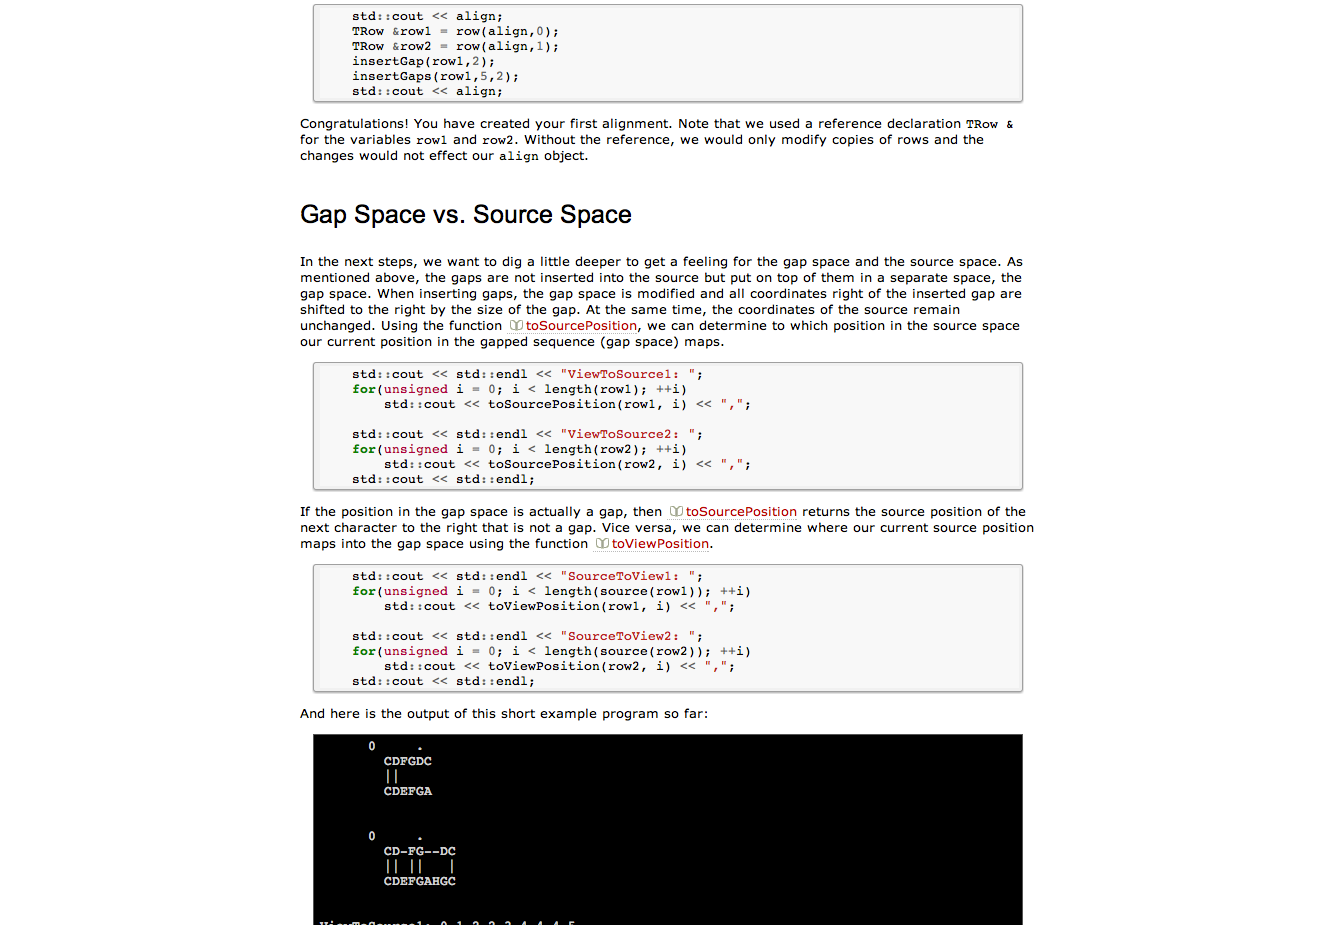 std::cout << align;
TRow &row1 = row(align,0);
TRow &row2 = row(align,1);
insertGap(row1,2);
insertGaps(row1,5,2);
std::cout << align;
Congratulations! You have created your first alignment. Note that we used a reference declaration TRow &
for the variables row1 and row2. Without the reference, we would only modify copies of rows and the
changes would not effect our align object.
Gap Space vs. Source Space
In the next steps, we want to dig a little deeper to get a feeling for the gap space and the source space. As
mentioned above, the gaps are not inserted into the source but put on top of them in a separate space, the
gap space. When inserting gaps, the gap space is modified and all coordinates right of the inserted gap are
shifted to the right by the size of the gap. At the same time, the coordinates of the source remain
unchanged. Using the function toSourcePosition, we can determine to which position in the source space
our current position in the gapped sequence (gap space) maps.
std::cout << std::endl << "ViewToSource1: ";
for(unsigned i = 0; i < length(row1); ++i)
std::cout << toSourcePosition(row1, i) << ",";
std::cout << std::endl << "ViewToSource2: ";
for(unsigned i = 0; i < length(row2); ++i)
std::cout << toSourcePosition(row2, i) << ",";
std::cout << std::endl;
If the position in the gap space is actually a gap, then toSourcePosition returns the source position of the
next character to the right that is not a gap. Vice versa, we can determine where our current source position
maps into the gap space using the function toViewPosition.
std::cout << std::endl << "SourceToView1: ";
for(unsigned i = 0; i < length(source(row1)); ++i)
std::cout << toViewPosition(row1, i) << ",";
std::cout << std::endl << "SourceToView2: ";
for(unsigned i = 0; i < length(source(row2)); ++i)
std::cout << toViewPosition(row2, i) << ",";
std::cout << std::endl;
And here is the output of this short example program so far:
0 .
CDFGDC
||
CDEFGA
0 .
CD-FG--DC
|| || |
CDEFGAHGC